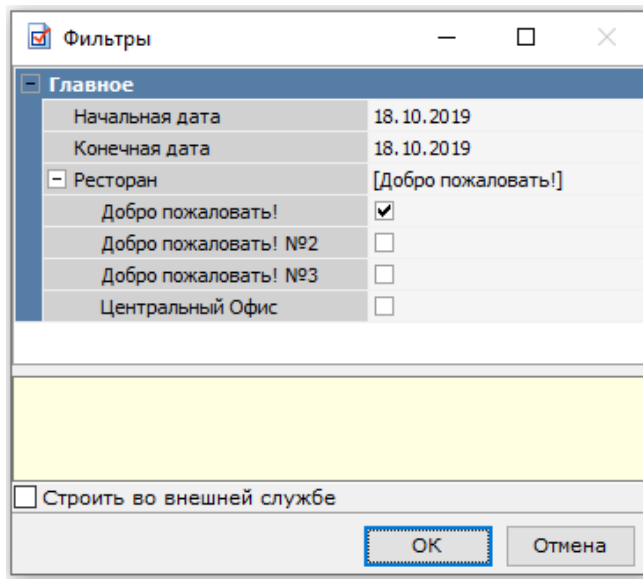 Фильтры
Главное
Начальная дата 18.10.2019
Конечная дата 18.10.2019
Ресторан [Добро пожаловать!]
Добро пожаловать!
Добро пожаловать! №2
Добро пожаловать! №3
Центральный Офис
Строить во внешней службе
ОК Отмена